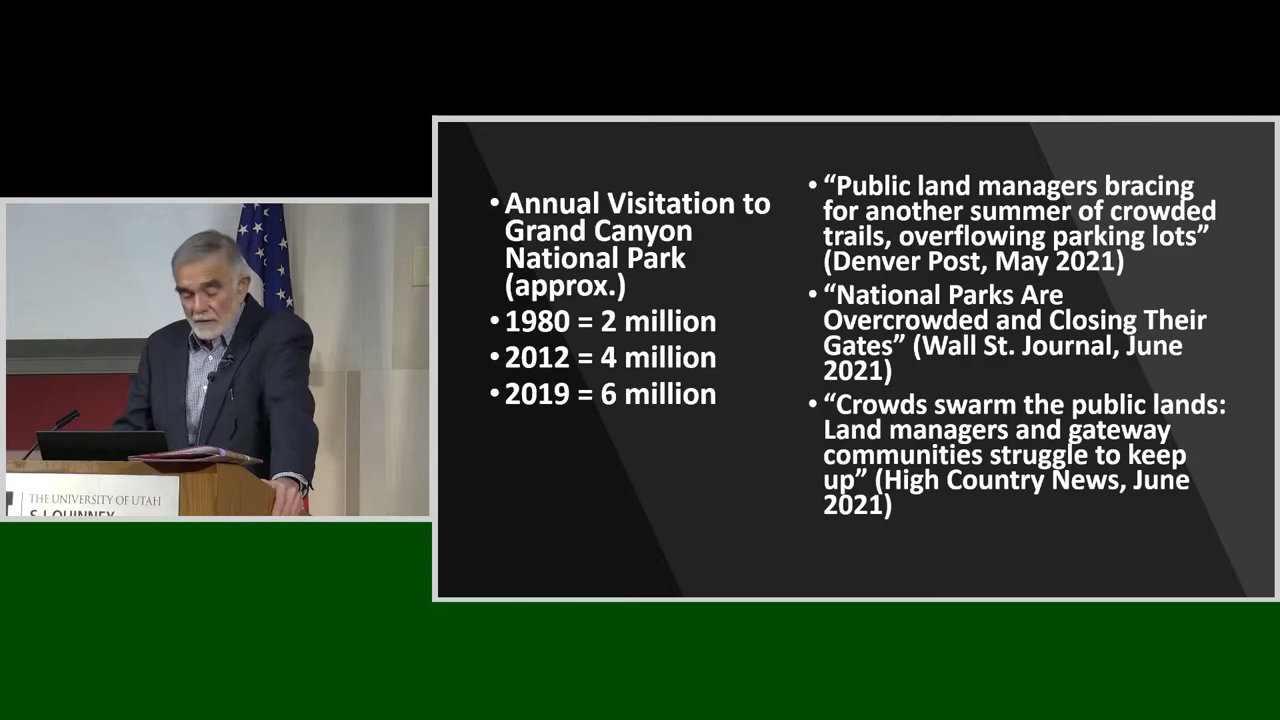 • Annual Visitation to
Grand Canyon
National Park
(approx.)
• 1980 = 2 million
• 2012 = 4 million
• 2019 = 6 million
• “Public land managers bracing
for another summer of crowded
trails, overflowing parking lots”
(Denver Post, May 2021)
• “National Parks Are
Overcrowded and Closing Their
Gates” (Wall St. Journal, June
2021)
• “Crowds swarm the public lands:
Land managers and gateway
communities struggle to keep
up” (High Country News, June
2021)
THE UNIVERSITY OF UTAH
S.J. QUINNEY